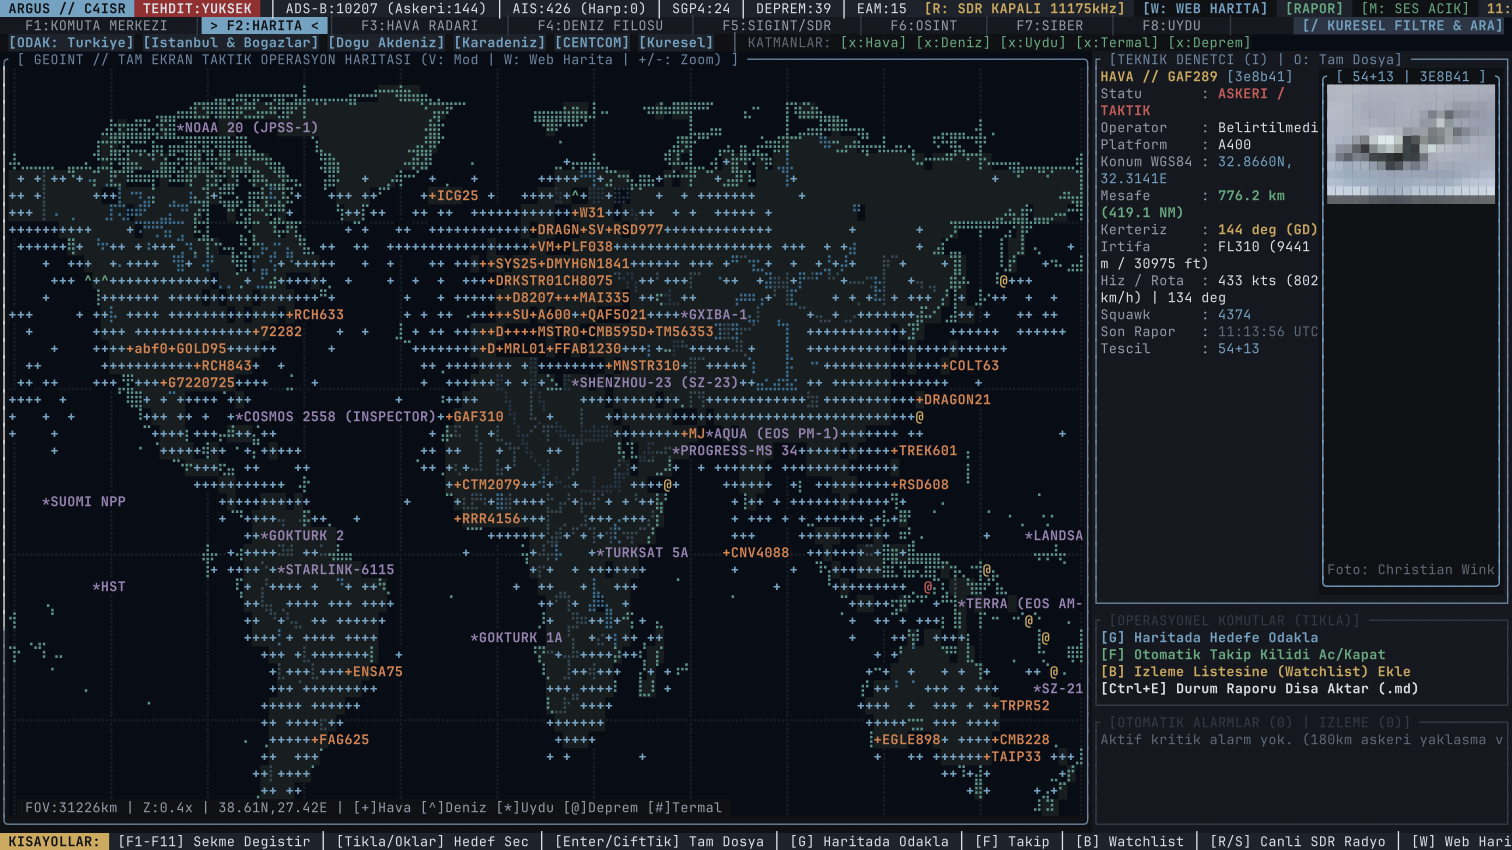 ARGUS // C4ISR | TEHDIT:YUKSEK | ADS-B:10207 (Askeri:144) | AIS:426 (Harp:0) | SGP4:24 | DEPREM:39 | EAM:15 [R: SDR KAPALI 11175kHz] [W: WEB HARITA] [RAPOR] [M: SES ACIK] 11:
F1:KOMUTA MERKEZI > F2:HARITA < F3:HAVA RADARI F4:DENIZ FILOSU F5:SIGINT/SDR F6:OSINT F7:SIBER F8:UYDU [/ KURESEL FILTRE & ARA]
[ODAK: Turkiye] [Istanbul & Bogazlar] [Dogu Akdeniz] [Karadeniz] [CENTCOM] [Kuresel] | KATMANLAR: [x:Hava] [x:Deniz] [x:Uydu] [x:Termal] [x:Deprem]
[ GEOINT // TAM EKRAN TAKTIK OPERASYON HARITASI (V: Mod | W: Web Harita | +/-: Zoom) ]
*NOAA 20 (JPSS-1)
+ICG25
+W31
+DRAGN+SV+RSD977
+VM+PLF038
+SYS25+DMYHGN1841
+DRKSTR01CH8075
+D8207+++MAI335
+RCH633
+SU+A600++QAF5021
*GXIBA-1
+72282
+D++++MSTRO+CMB595D+TM56353
+abf0+GOLD95
+D+MRL01+FFAB1230
+RCH843
+MNSTR310
+COLT63
+G7220725
*SHENZHOU-23 (SZ-23)
+DRAGON21
*COSMOS 2558 (INSPECTOR)
+GAF310
+MJ*AQUA (EOS PM-1)
*PROGRESS-MS 34
+TREK601
+CTM2079
+RSD608
*SUOMI NPP
+RRR4156
*GOKTURK 2
*LANDSA
*TURKSAT 5A
+CNV4088
*STARLINK-6115
*HST
*TERRA (EOS AM-
*GOKTURK 1A
+ENSA75
*SZ-21
+TRPR52
+FAG625
+EGLE898
+CMB228
+TAIP33
FOV:31226km | Z:0.4x | 38.61N,27.42E | [+]Hava [^]Deniz [*]Uydu [@]Deprem [#]Termal
[TEKNIK DENETCI (I) | O: Tam Dosya]
HAVA // GAF289 [3e8b41]
Statu : ASKERI /
TAKTIK
Operator : Belirtilmedi
Platform : A400
Konum WGS84 : 32.8660N,
32.3141E
Mesafe : 776.2 km
(419.1 NM)
Kerteriz : 144 deg (GD)
Irtifa : FL310 (9441
m / 30975 ft)
Hiz / Rota : 433 kts (802
km/h) | 134 deg
Squawk : 4374
Son Rapor : 11:13:56 UTC
Tescil : 54+13
[ 54+13 | 3E8B41 ]
Foto: Christian Wink
[OPERASYONEL KOMUTLAR (TIKLA)]
[G] Haritada Hedefe Odakla
[F] Otomatik Takip Kilidi Ac/Kapat
[B] Izleme Listesine (Watchlist) Ekle
[Ctrl+E] Durum Raporu Disa Aktar (.md)
[OTOMATIK ALARMLAR (0) | IZLEME (0)]
Aktif kritik alarm yok. (180km askeri yaklasma v
KISAYOLLAR: [F1-F11] Sekme Degistir | [Tikla/Oklar] Hedef Sec | [Enter/CiftTik] Tam Dosya | [G] Haritada Odakla | [F] Takip | [B] Watchlist | [R/S] Canli SDR Radyo | [W] Web Hari